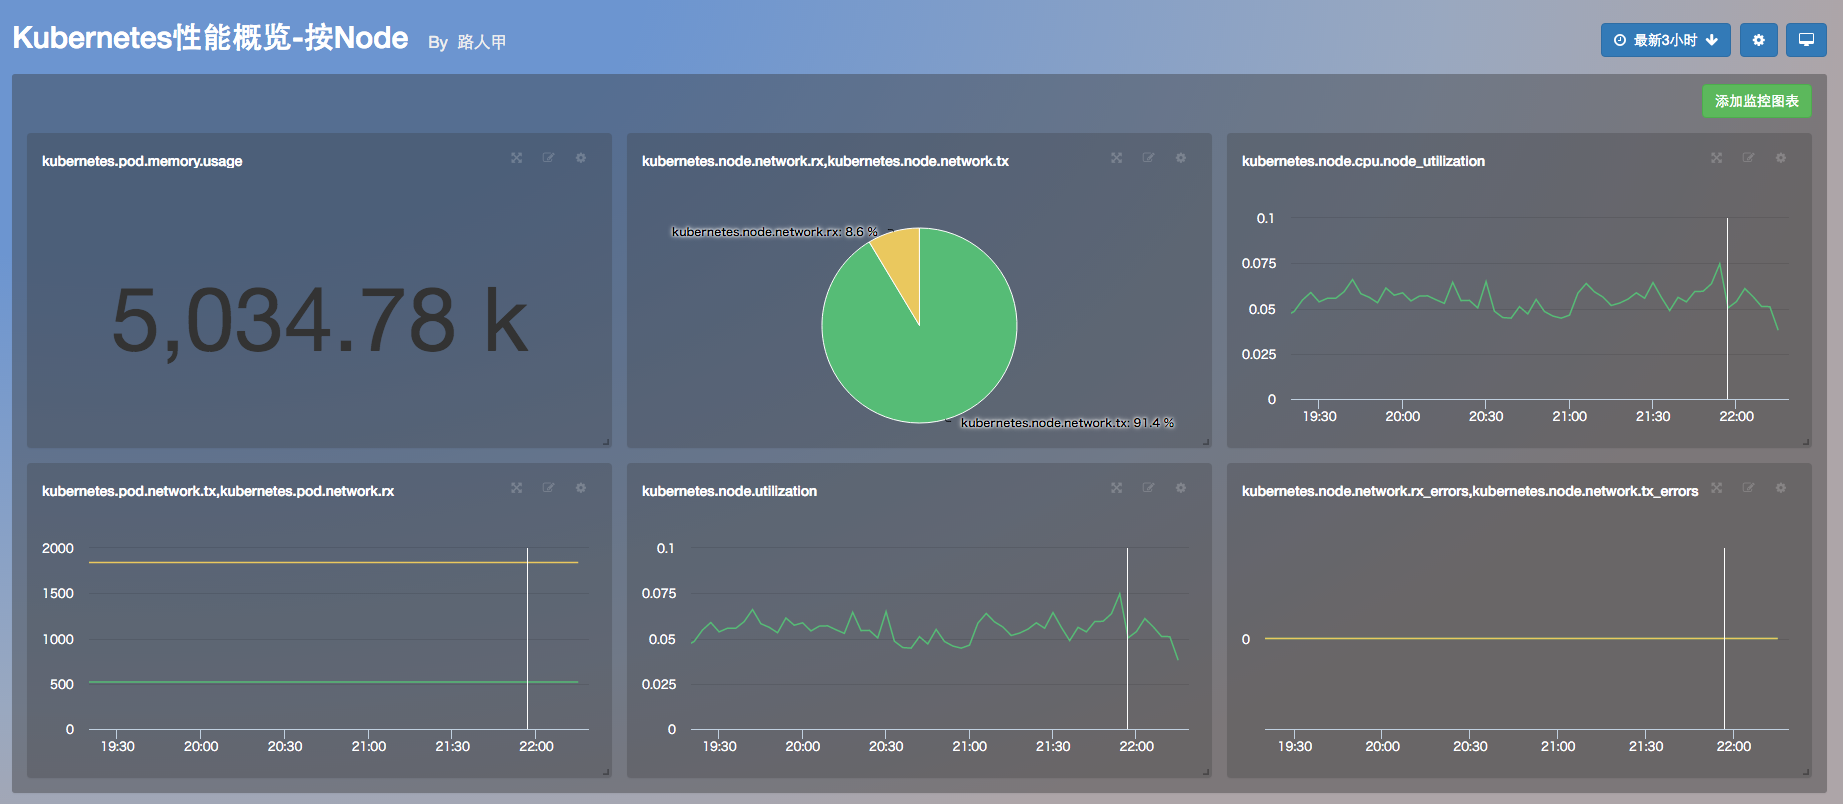 Kubernetes性能概览-按Node By 路人甲
最新3小时
添加监控图表
kubernetes.pod.memory.usage
5,034.78 k
kubernetes.node.network.rx,kubernetes.node.network.tx
kubernetes.node.network.rx: 8.6 %
kubernetes.node.network.tx: 91.4 %
kubernetes.node.cpu.node_utilization
0.1
0.075
0.05
0.025
0
19:30 20:00 20:30 21:00 21:30 22:00
kubernetes.pod.network.tx,kubernetes.pod.network.rx
2000
1500
1000
500
0
19:30 20:00 20:30 21:00 21:30 22:00
kubernetes.node.utilization
0.1
0.075
0.05
0.025
0
19:30 20:00 20:30 21:00 21:30 22:00
kubernetes.node.network.rx_errors,kubernetes.node.network.tx_errors
0
19:30 20:00 20:30 21:00 21:30 22:00